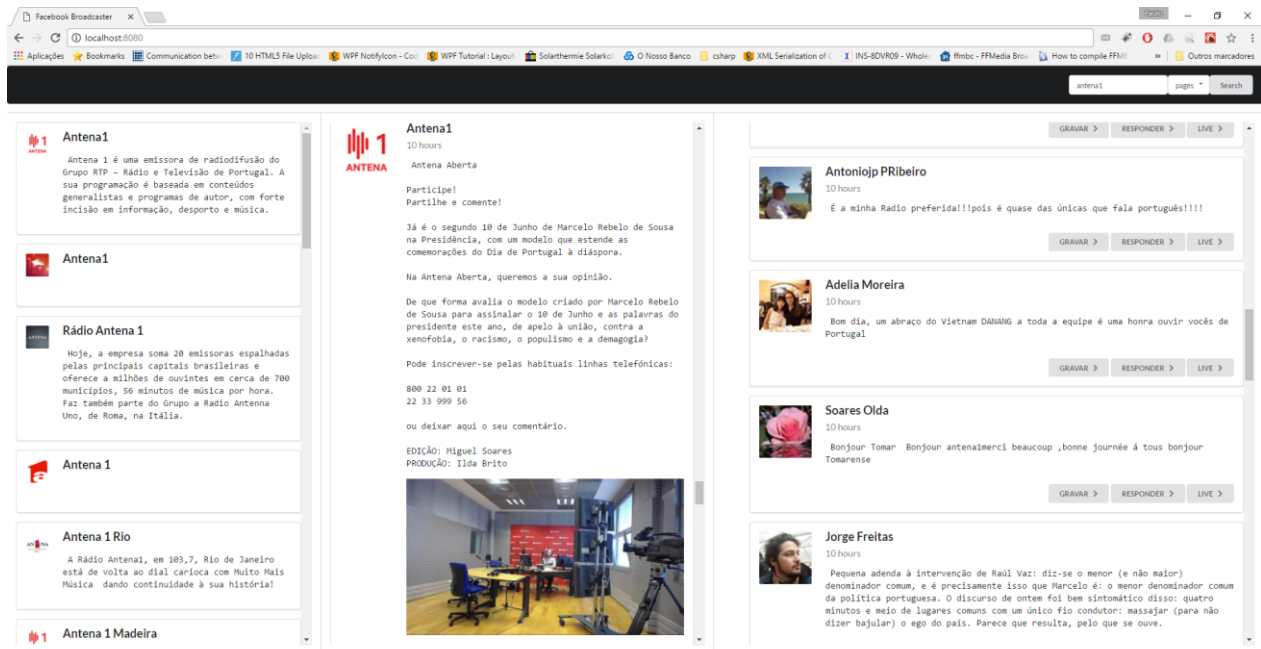 Facebook Broadcaster
Paulo
localhost:8080
Aplicações
Bookmarks
Communication betw
10 HTML5 File Uploa
WPF NotifyIcon - Cod
WPF Tutorial : Layout
Solarthermie Solarkol
O Nosso Banco
csharp
XML Serialization of C
INS-8DVR09 - Whole
ffmbc - FFMedia Broa
How to compile FFM
»
Outros marcadores
antena1
pages
Search
Antena1
Antena 1 é uma emissora de radiodifusão do
Grupo RTP – Rádio e Televisão de Portugal. A
sua programação é baseada em conteúdos
generalistas e programas de autor, com forte
incisão em informação, desporto e música.
Antena1
Rádio Antena 1
Hoje, a empresa soma 20 emissoras espalhadas
pelas principais capitais brasileiras e
oferece a milhões de ouvintes em cerca de 700
municípios, 56 minutos de música por hora.
Faz também parte do Grupo a Radio Antenna
Uno, de Roma, na Itália.
Antena 1
Antena 1 Rio
A Rádio Antena1, em 103,7, Rio de Janeiro
está de volta ao dial carioca com Muito Mais
Música dando continuidade à sua história!
Antena 1 Madeira
1
ANTENA
Antena1
10 hours
Antena Aberta
Participe!
Partilhe e comente!
Já é o segundo 10 de Junho de Marcelo Rebelo de Sousa
na Presidência, com um modelo que estende as
comemorações do Dia de Portugal à diáspora.
Na Antena Aberta, queremos a sua opinião.
De que forma avalia o modelo criado por Marcelo Rebelo
de Sousa para assinalar o 10 de Junho e as palavras do
presidente este ano, de apelo à união, contra a
xenofobia, o racismo, o populismo e a demagogia?
Pode inscrever-se pelas habituais linhas telefónicas:
800 22 01 01
22 33 999 56
ou deixar aqui o seu comentário.
EDIÇÃO: Miguel Soares
PRODUÇÃO: Ilda Brito
GRAVAR > RESPONDER > LIVE >
Antoniojp PRibeiro
10 hours
É a minha Radio preferida!!!pois é quase das únicas que fala português!!!!
GRAVAR > RESPONDER > LIVE >
Adelia Moreira
10 hours
Bom dia, um abraço do Vietnam DANANG a toda a equipe é uma honra ouvir vocês de
Portugal
GRAVAR > RESPONDER > LIVE >
Soares Olda
10 hours
Bonjour Tomar Bonjour antena1merci beaucoup ,bonne journée á tous bonjour
Tomarense
GRAVAR > RESPONDER > LIVE >
Jorge Freitas
10 hours
Pequena adenda à intervenção de Raúl Vaz: diz-se o menor (e não maior)
denominador comum, e é precisamente isso que Marcelo é: o menor denominador comum
da política portuguesa. O discurso de ontem foi bem sintomático disso: quatro
minutos e meio de lugares comuns com um único fio condutor: massajar (para não
dizer bajular) o ego do país. Parece que resulta, pelo que se ouve.